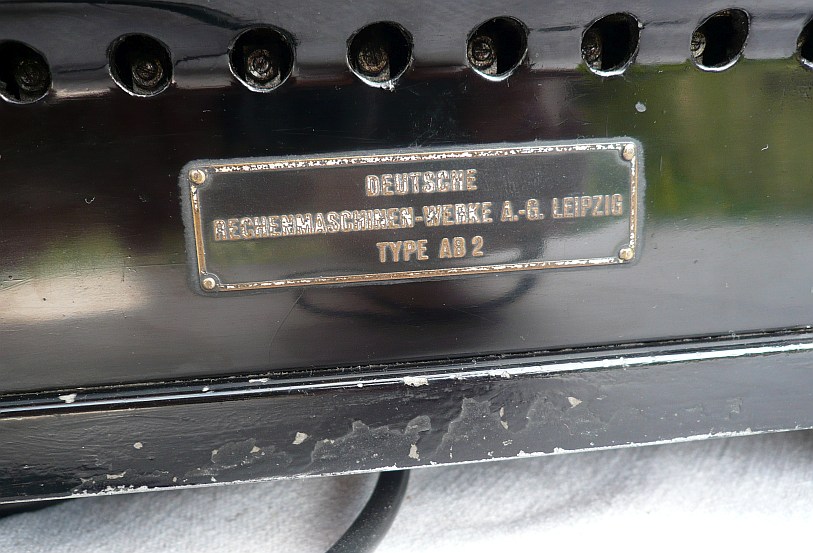 DEUTSCHE
RECHENMASCHINEN-WERKE A.-G. LEIPZIG
TYPE AB 2